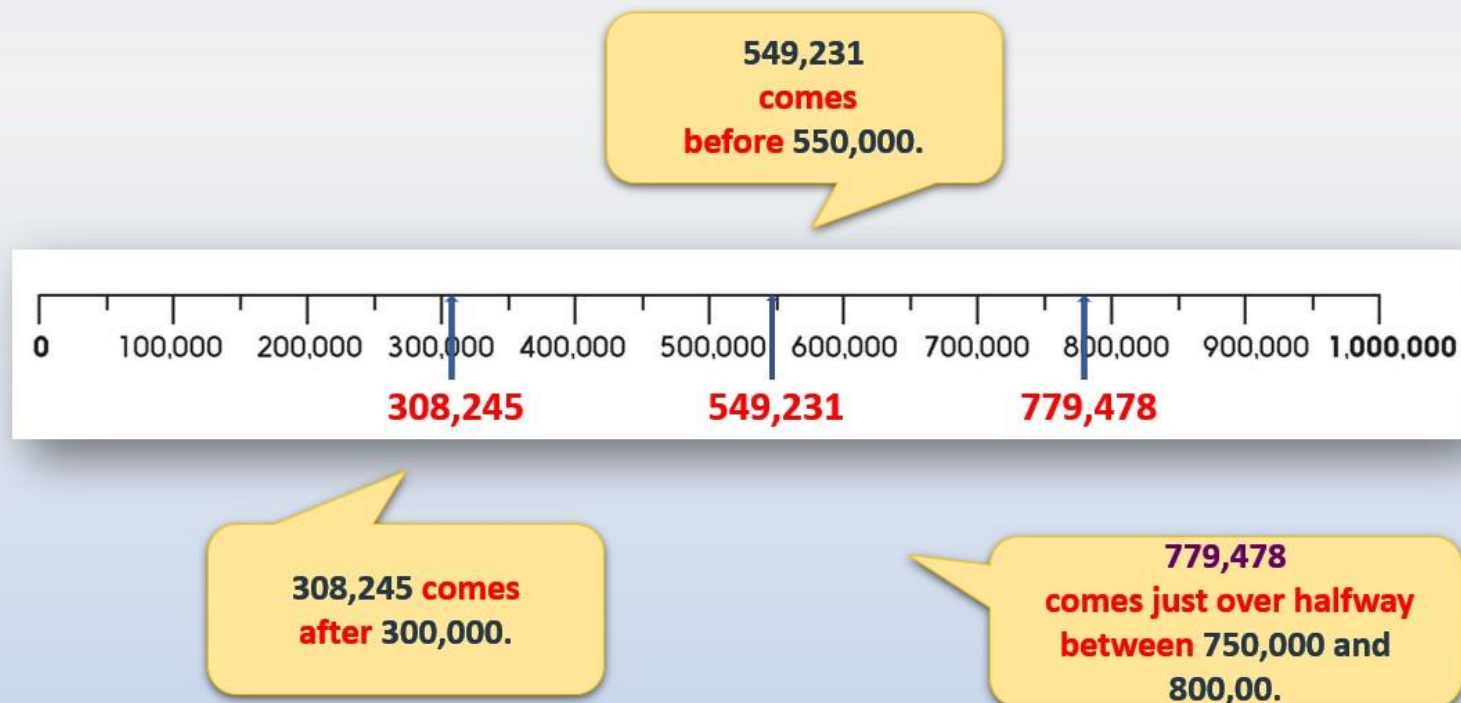 549,231
comes
before 550,000.
0 100,000 200,000 300,000 400,000 500,000 600,000 700,000 800,000 900,000 1,000,000
308,245 549,231 779,478
308,245 comes
after 300,000.
779,478
comes just over halfway
between 750,000 and
800,00.